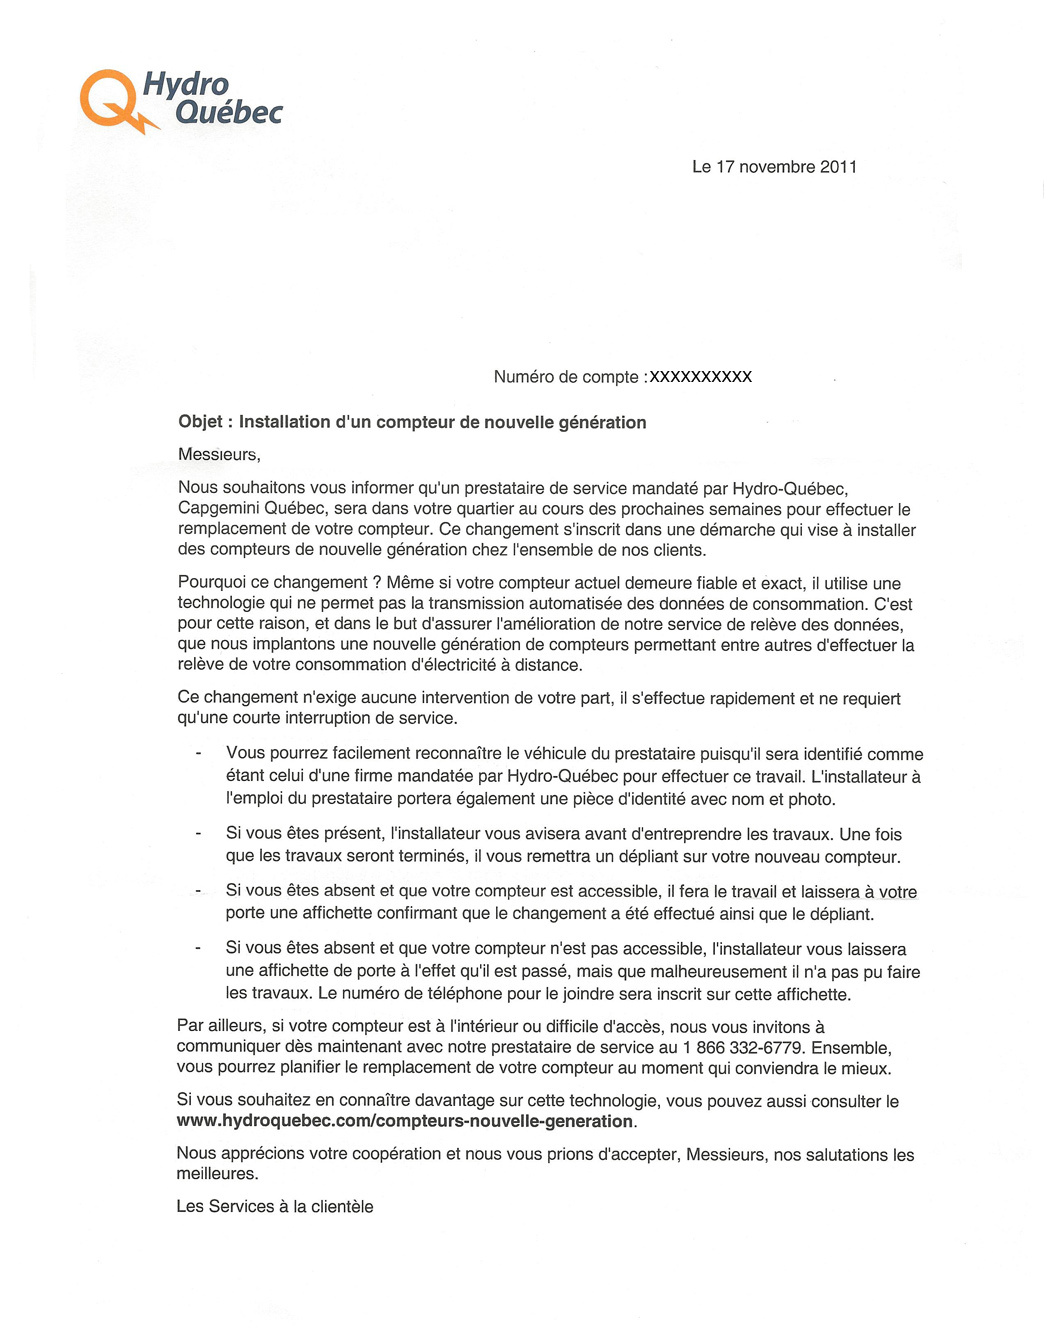 Hydro
Québec
Le 17 novembre 2011
Numéro de compte :XXXXXXXXXX
Objet : Installation d'un compteur de nouvelle génération
Messieurs,
Nous souhaitons vous informer qu'un prestataire de service mandaté par Hydro-Québec,
Capgemini Québec, sera dans votre quartier au cours des prochaines semaines pour effectuer le
remplacement de votre compteur. Ce changement s'inscrit dans une démarche qui vise à installer
des compteurs de nouvelle génération chez l'ensemble de nos clients.
Pourquoi ce changement ? Même si votre compteur actuel demeure fiable et exact, il utilise une
technologie qui ne permet pas la transmission automatisée des données de consommation. C'est
pour cette raison, et dans le but d'assurer l'amélioration de notre service de relève des données,
que nous implantons une nouvelle génération de compteurs permettant entre autres d'effectuer la
relève de votre consommation d'électricité à distance.
Ce changement n'exige aucune intervention de votre part, il s'effectue rapidement et ne requiert
qu'une courte interruption de service.
- Vous pourrez facilement reconnaître le véhicule du prestataire puisqu'il sera identifié comme
étant celui d'une firme mandatée par Hydro-Québec pour effectuer ce travail. L'installateur à
l'emploi du prestataire portera également une pièce d'identité avec nom et photo.
- Si vous êtes présent, l'installateur vous avisera avant d'entreprendre les travaux. Une fois
que les travaux seront terminés, il vous remettra un dépliant sur votre nouveau compteur.
- Si vous êtes absent et que votre compteur est accessible, il fera le travail et laissera à votre
porte une affichette confirmant que le changement a été effectué ainsi que le dépliant.
- Si vous êtes absent et que votre compteur n'est pas accessible, l'installateur vous laissera
une affichette de porte à l'effet qu'il est passé, mais que malheureusement il n'a pas pu faire
les travaux. Le numéro de téléphone pour le joindre sera inscrit sur cette affichette.
Par ailleurs, si votre compteur est à l'intérieur ou difficile d'accès, nous vous invitons à
communiquer dès maintenant avec notre prestataire de service au 1 866 332-6779. Ensemble,
vous pourrez planifier le remplacement de votre compteur au moment qui conviendra le mieux.
Si vous souhaitez en connaître davantage sur cette technologie, vous pouvez aussi consulter le
www.hydroquebec.com/compteurs-nouvelle-generation.
Nous apprécions votre coopération et nous vous prions d'accepter, Messieurs, nos salutations les
meilleures.
Les Services à la clientèle